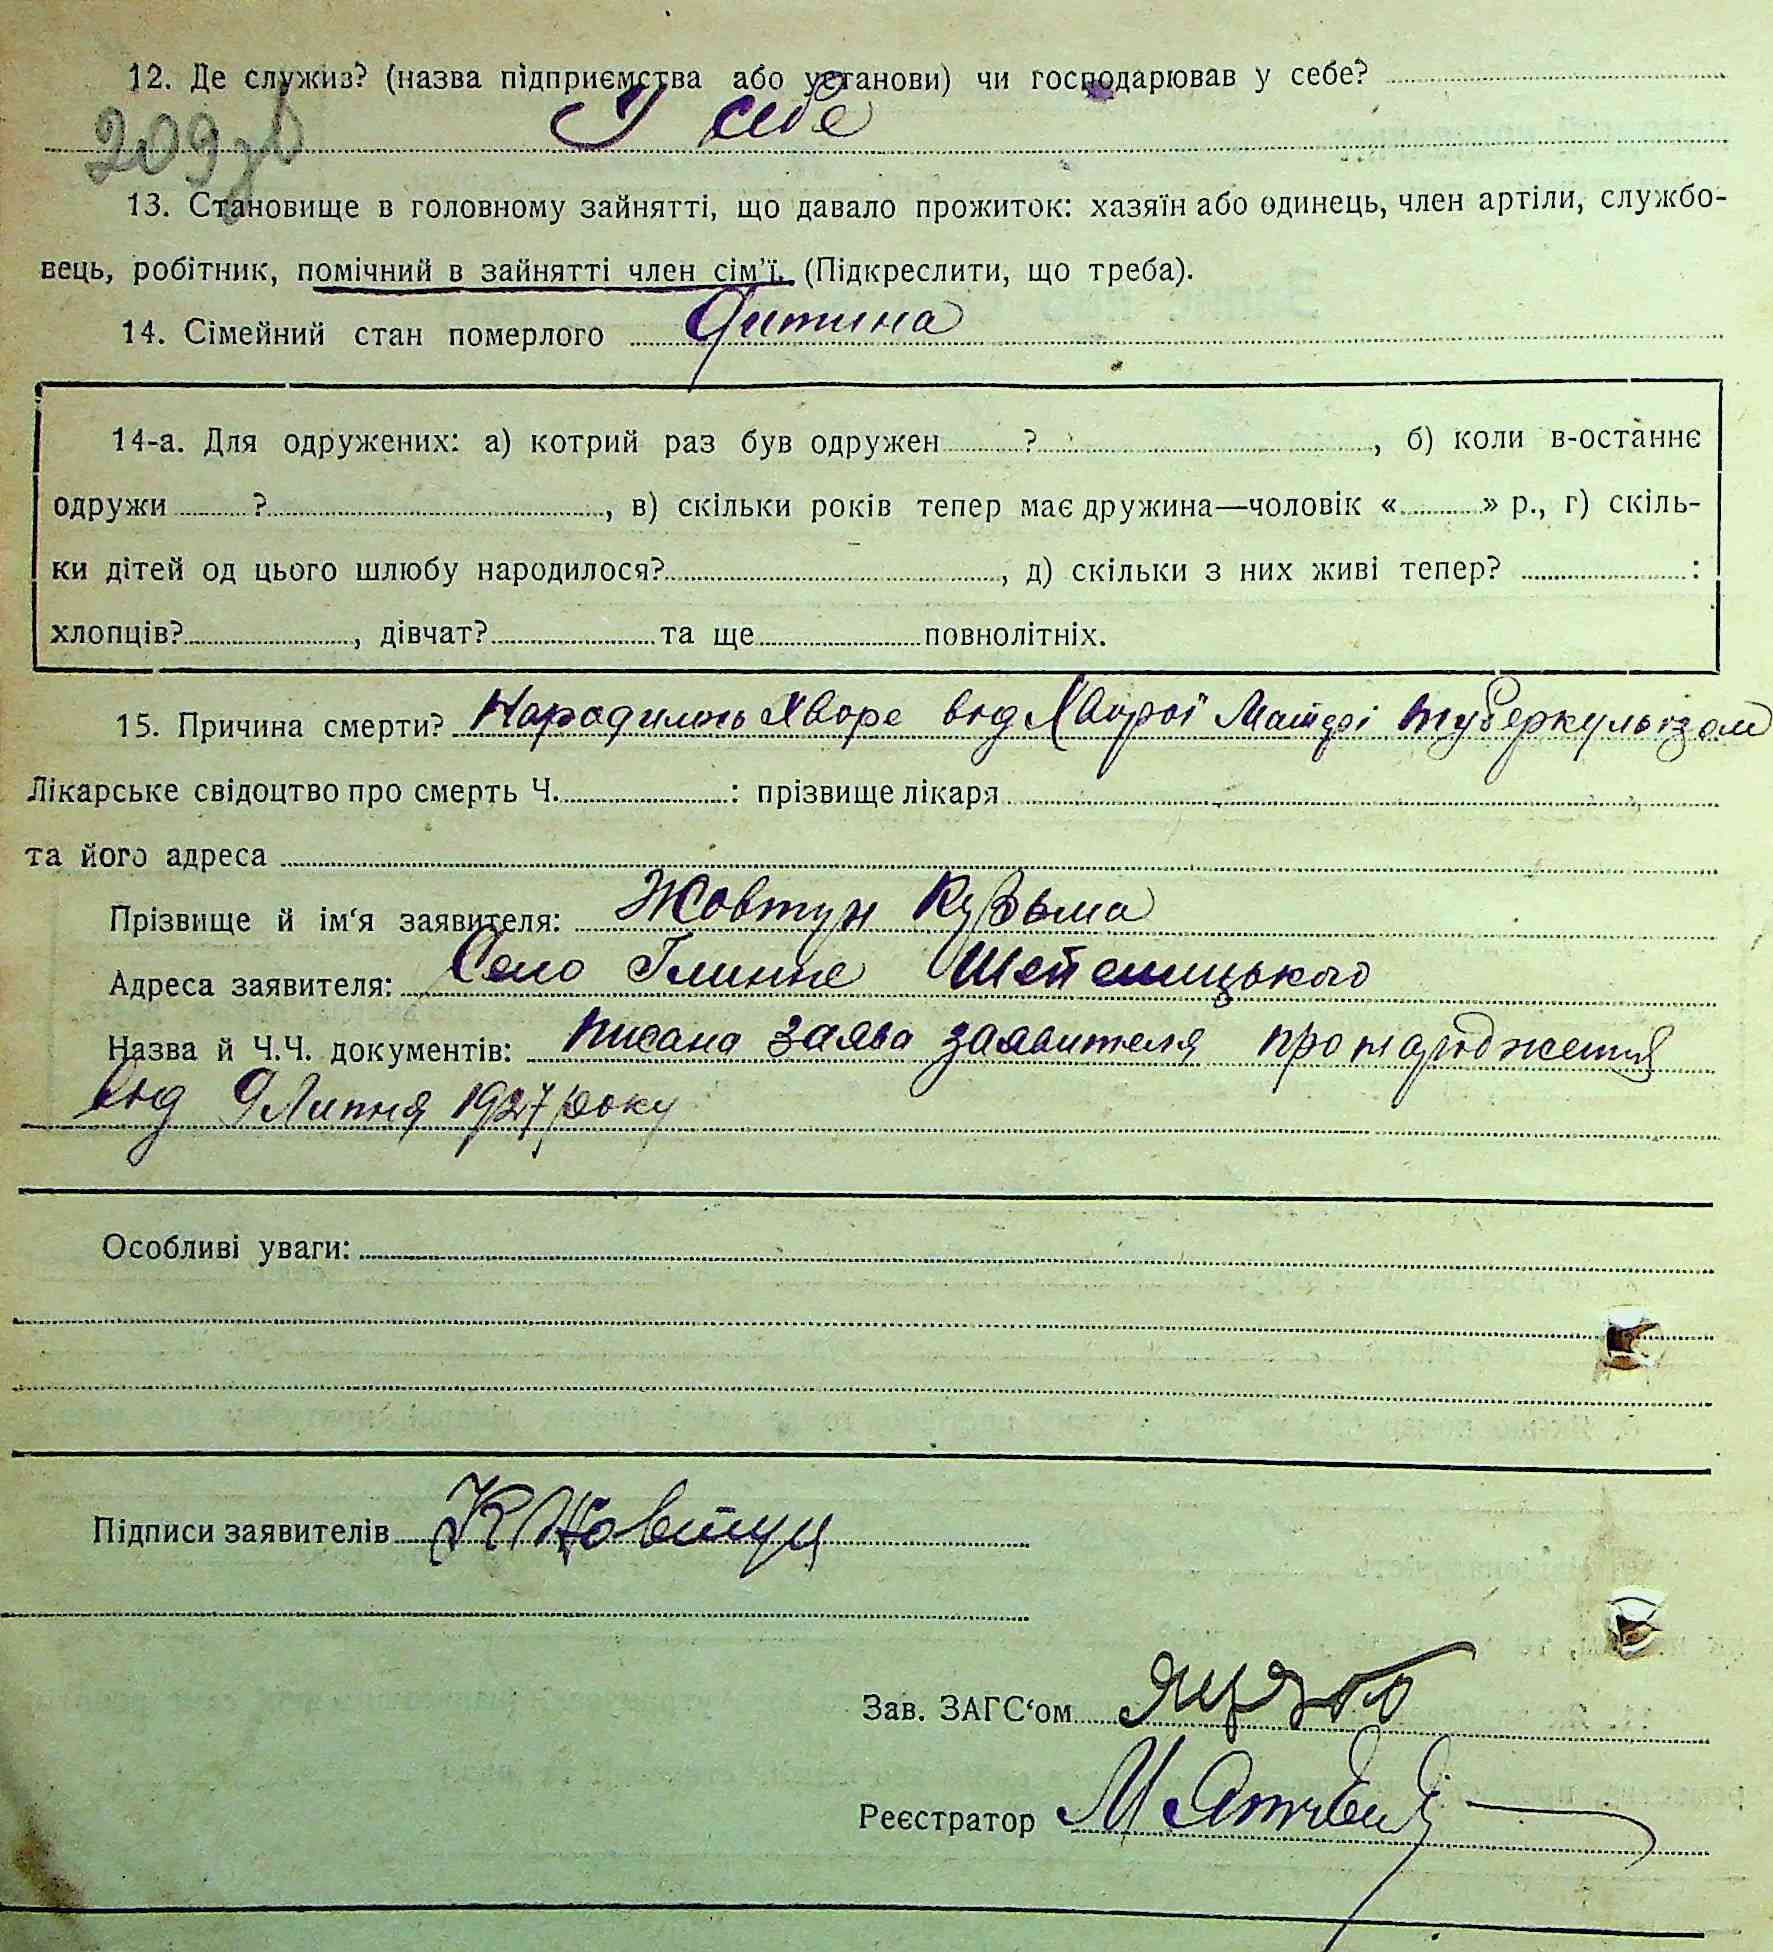 12. Де служив? (назва підприємства або установи) чи господарював у себе?
209зв У себе
13. Становище в головному зайнятті, що давало прожиток: хазяїн або одинець, член артіли, службо-
вець, робітник, помічний в зайнятті член сім'ї. (Підкреслити, що треба).
14. Сімейний стан померлого Дитина
14-а. Для одружених: а) котрий раз був одружен ? , б) коли в-останнє
одружи ? , в) скільки років тепер має дружина—чоловік « » р., г) скіль-
ки дітей од цього шлюбу народилося? , д) скільки з них живі тепер? :
хлопців? , дівчат? та ще повнолітніх.
15. Причина смерти? Народилось Хворе від Хворої Матері туберкульозом
Лікарське свідоцтво про смерть Ч. : прізвище лікаря
та його адреса
Прізвище й ім'я заявителя: Жовтун Кузьма
Адреса заявителя: Село Глинне
Назва й Ч.Ч. документів: писана заява заявителя про народження
від 9 Липня 1927 року
Особливі уваги:
Підписи заявителів К Жовтун
Зав. ЗАГС'ом
Реєстратор